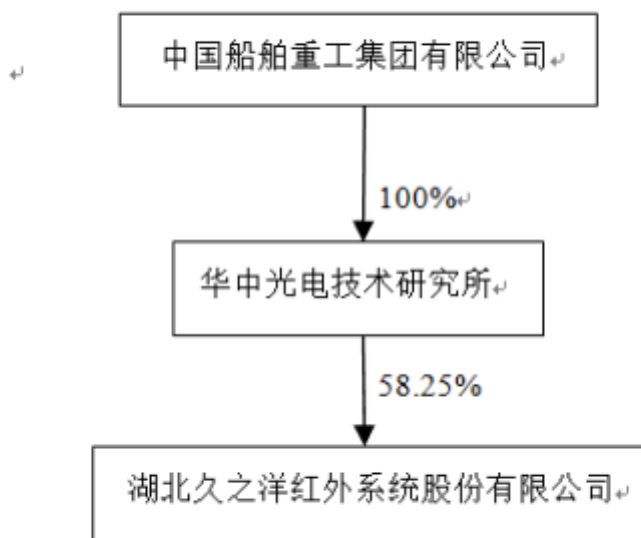 中国船舶重工集团有限公司
100%
华中光电技术研究所
58.25%
湖北久之洋红外系统股份有限公司